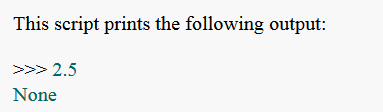 This script prints the following output:
>>> 2.5
None